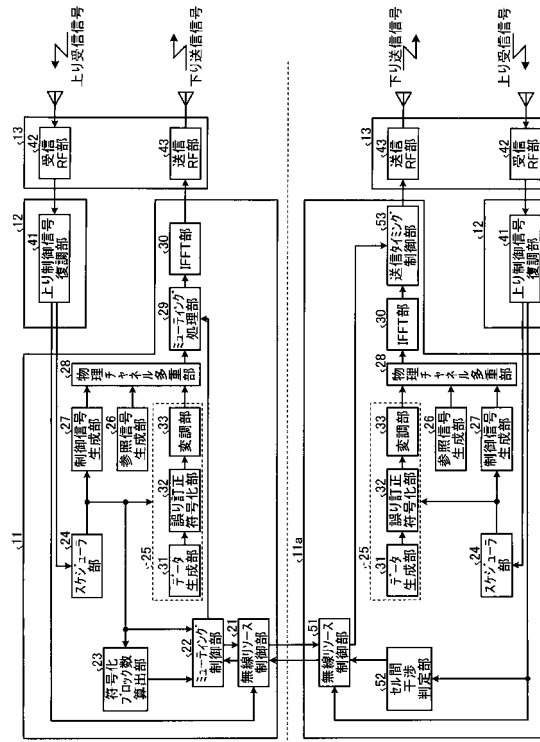 11
23
符号化
ブロック数
算出部
24
スケジューラ
部
27
制御信号
生成部
26
参照信号
生成部
28
物理チャネル多重部
12
41
上り制御信号
復調部
13
42
受信
RF部
上り受信信号
22
ミューティング
制御部
21
無線リソース
制御部
25
31
データ
生成部
32
誤り訂正
符号化部
33
変調部
29
ミューティング
処理部
30
IFFT部
43
送信
RF部
下り送信信号
11a
51
無線リソース
制御部
52
セル間
干渉
判定部
25
31
データ
生成部
32
誤り訂正
符号化部
33
変調部
28
物理チャネル多重部
30
IFFT部
53
送信タイミング
制御部
13
43
送信
RF部
下り送信信号
24
スケジューラ
部
26
参照信号
生成部
27
制御信号
生成部
12
41
上り制御信号
復調部
42
受信
RF部
上り受信信号